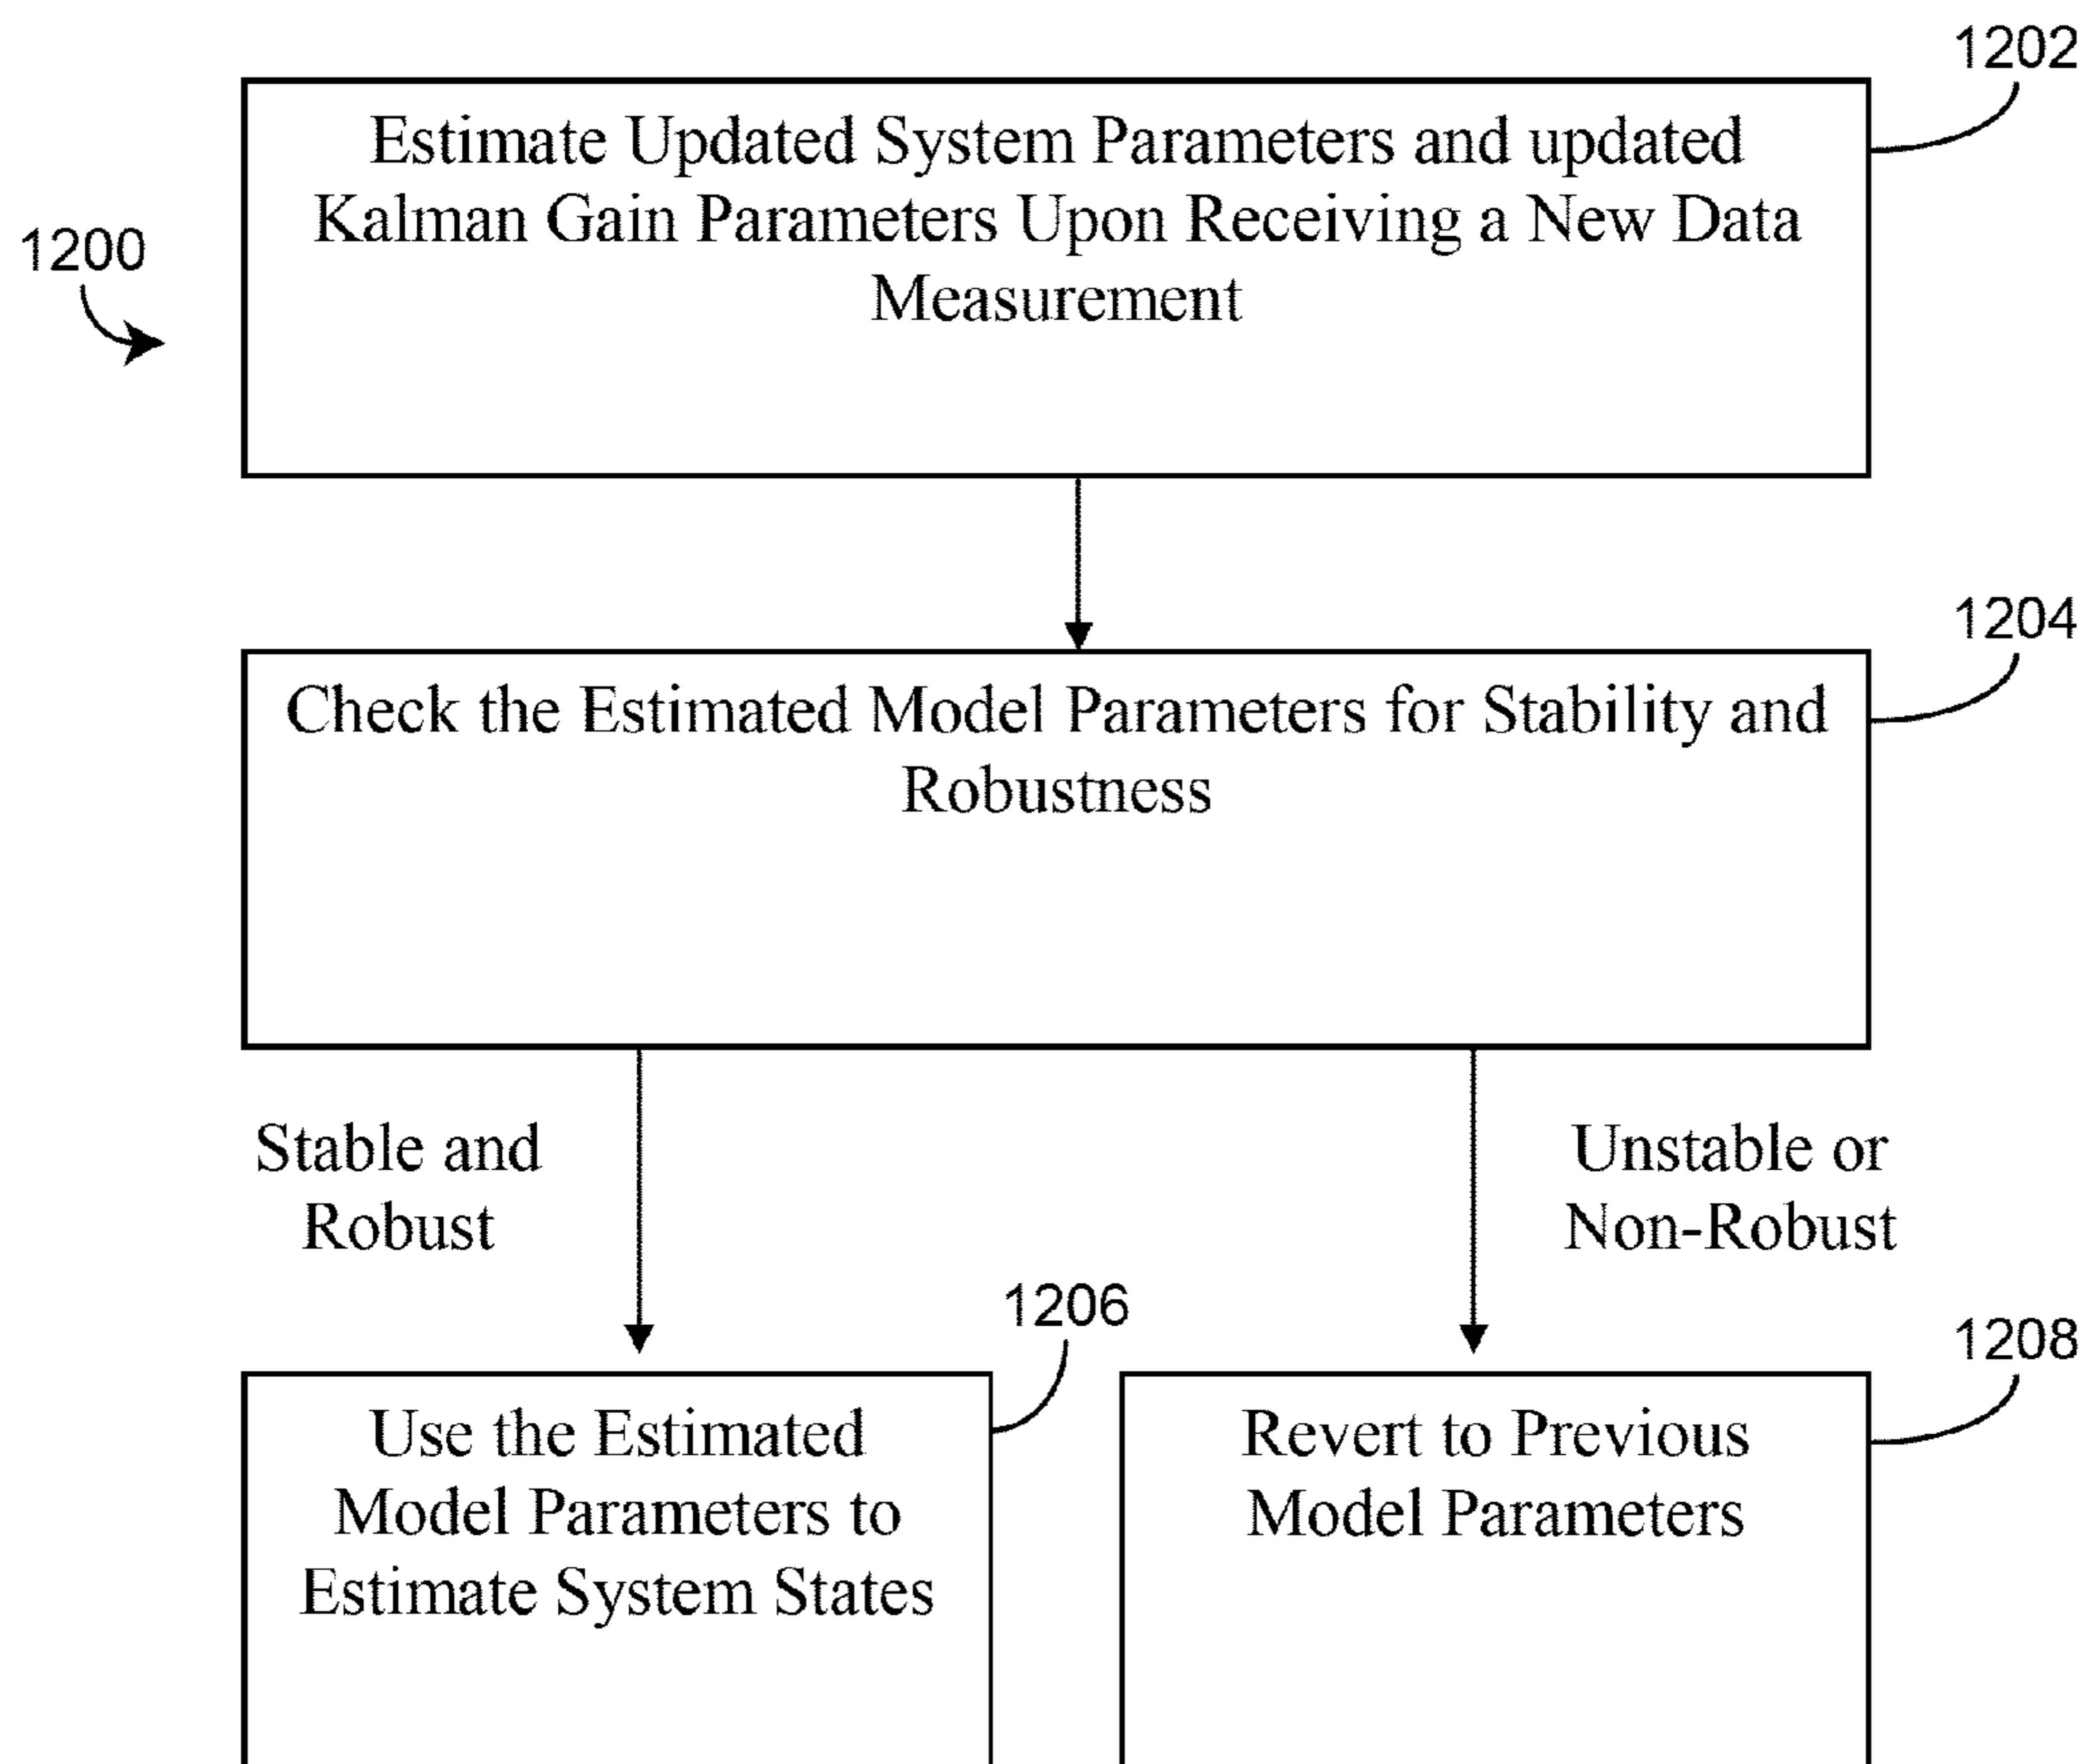 1202
Estimate Updated System Parameters and updated
Kalman Gain Parameters Upon Receiving a New Data
Measurement
1200
1204
Check the Estimated Model Parameters for Stability and
Robustness
Stable and
Robust
Unstable or
Non-Robust
1206
1208
Use the Estimated
Model Parameters to
Estimate System States
Revert to Previous
Model Parameters